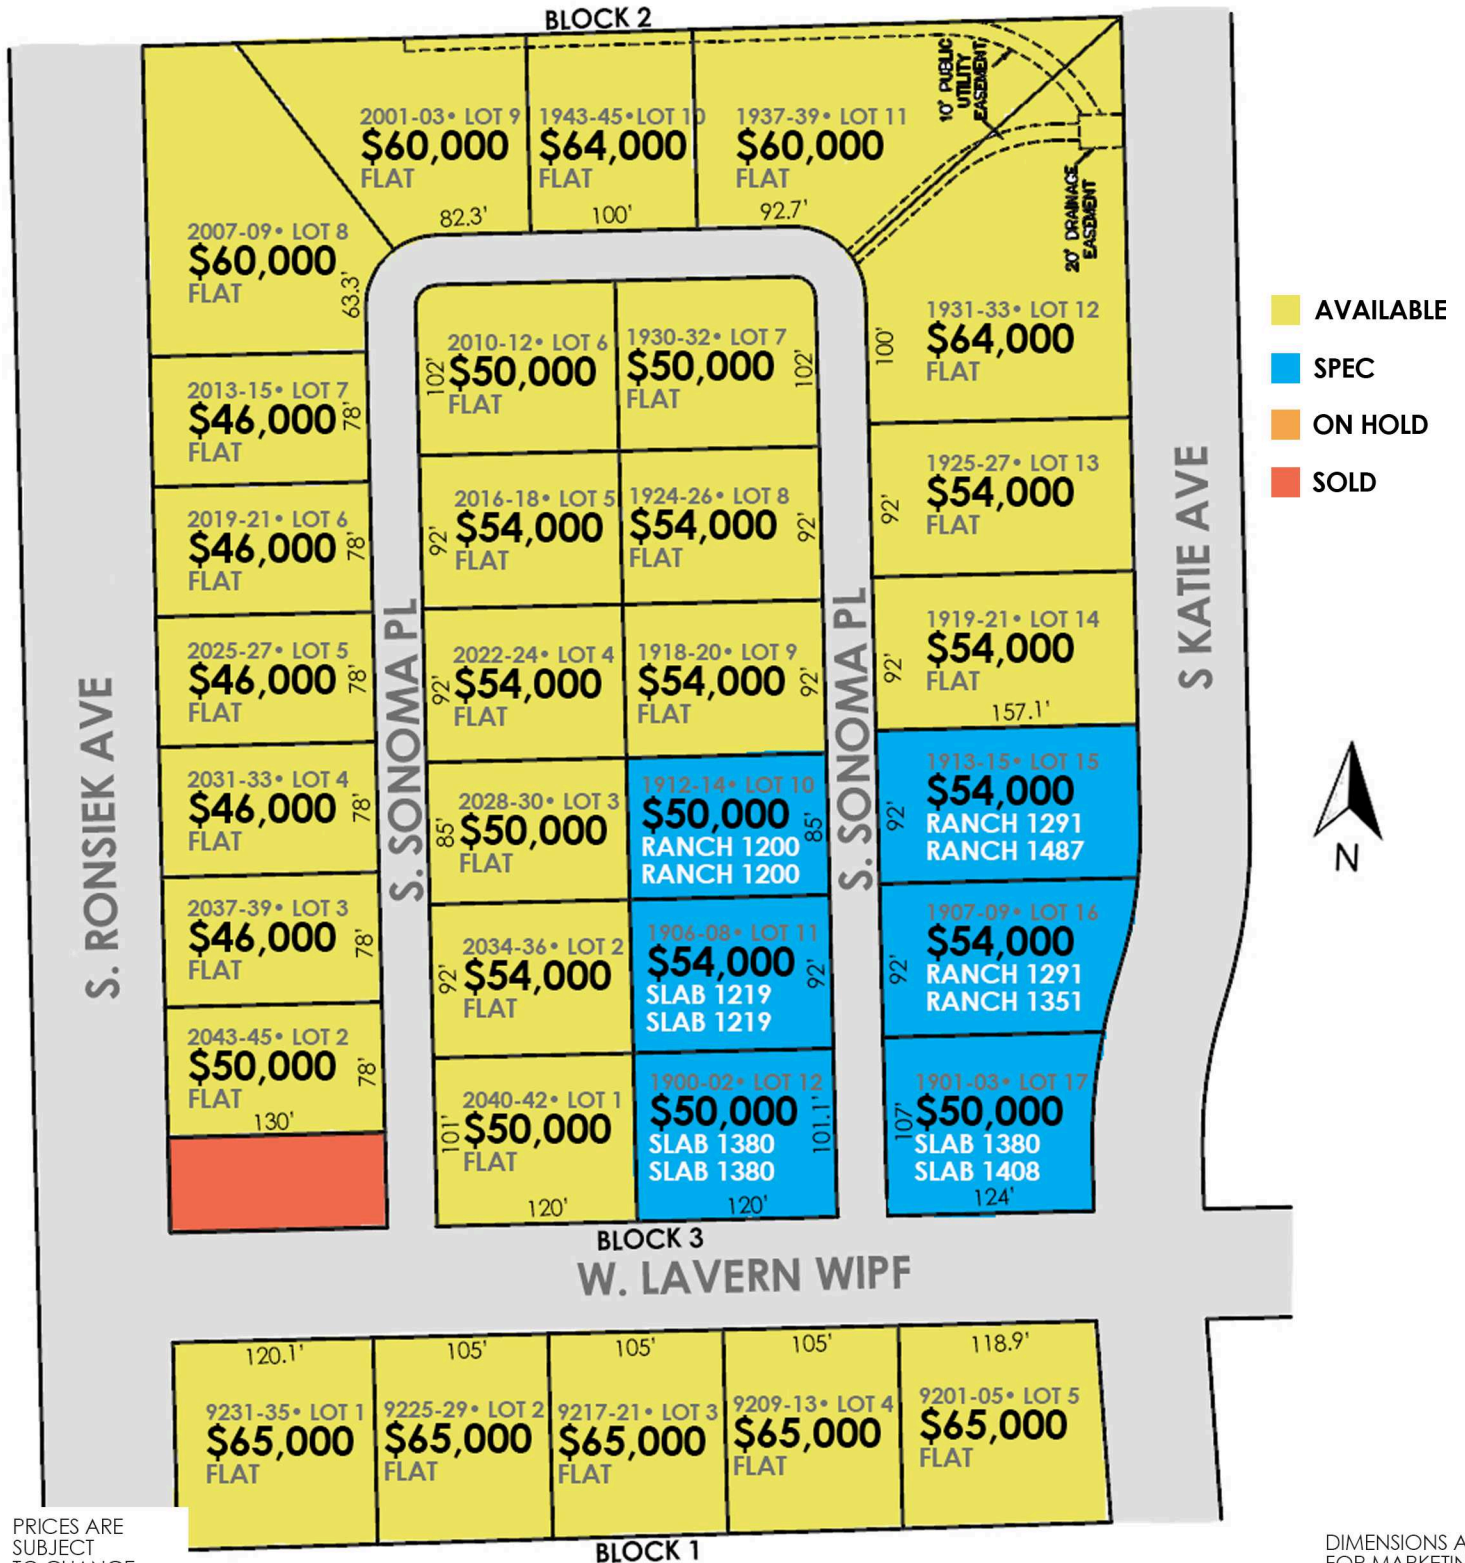 BLOCK 2
2001-03• LOT 9
$60,000
FLAT
82.3'
1943-45•LOT 10
$64,000
FLAT
100'
1937-39• LOT 11
$60,000
FLAT
92.7'
10' PUBLIC
UTILITY
EASEMENT
20' DRAINAGE
EASEMENT
2007-09• LOT 8
$60,000
FLAT
63.3'
2010-12• LOT 6
$50,000
FLAT
102'
1930-32• LOT 7
$50,000
FLAT
102'
1931-33• LOT 12
$64,000
FLAT
100'
AVAILABLE
SPEC
ON HOLD
SOLD
2013-15• LOT 7
$46,000
FLAT
78'
2016-18• LOT 5
$54,000
FLAT
92'
1924-26• LOT 8
$54,000
FLAT
92'
1925-27• LOT 13
$54,000
FLAT
92'
2019-21• LOT 6
$46,000
FLAT
78'
2025-27• LOT 5
$46,000
FLAT
78'
2022-24• LOT 4
$54,000
FLAT
92'
1918-20• LOT 9
$54,000
FLAT
92'
1919-21• LOT 14
$54,000
FLAT
92'
157.1'
S. RONSIEK AVE
S. SONOMA PL
S. SONOMA PL
S KATIE AVE
2031-33• LOT 4
$46,000
FLAT
78'
2028-30• LOT 3
$50,000
FLAT
85'
1912-14• LOT 10
$50,000
RANCH 1200
RANCH 1200
85'
1913-15• LOT 15
$54,000
RANCH 1291
RANCH 1487
92'
N
2037-39• LOT 3
$46,000
FLAT
78'
2034-36• LOT 2
$54,000
FLAT
92'
1906-08• LOT 11
$54,000
SLAB 1219
SLAB 1219
92'
1907-09• LOT 16
$54,000
RANCH 1291
RANCH 1351
92'
2043-45• LOT 2
$50,000
FLAT
78'
130'
2040-42• LOT 1
$50,000
FLAT
101'
120'
1900-02• LOT 12
$50,000
SLAB 1380
SLAB 1380
101.1'
120'
1901-03• LOT 17
$50,000
SLAB 1380
SLAB 1408
107'
124'
BLOCK 3
W. LAVERN WIPF
120.1'
9231-35• LOT 1
$65,000
FLAT
105'
9225-29• LOT 2
$65,000
FLAT
105'
9217-21• LOT 3
$65,000
FLAT
105'
9209-13• LOT 4
$65,000
FLAT
118.9'
9201-05• LOT 5
$65,000
FLAT
BLOCK 1
PRICES ARE
SUBJECT
TO CHANGE
DIMENSIONS A
FOR MARKETIN